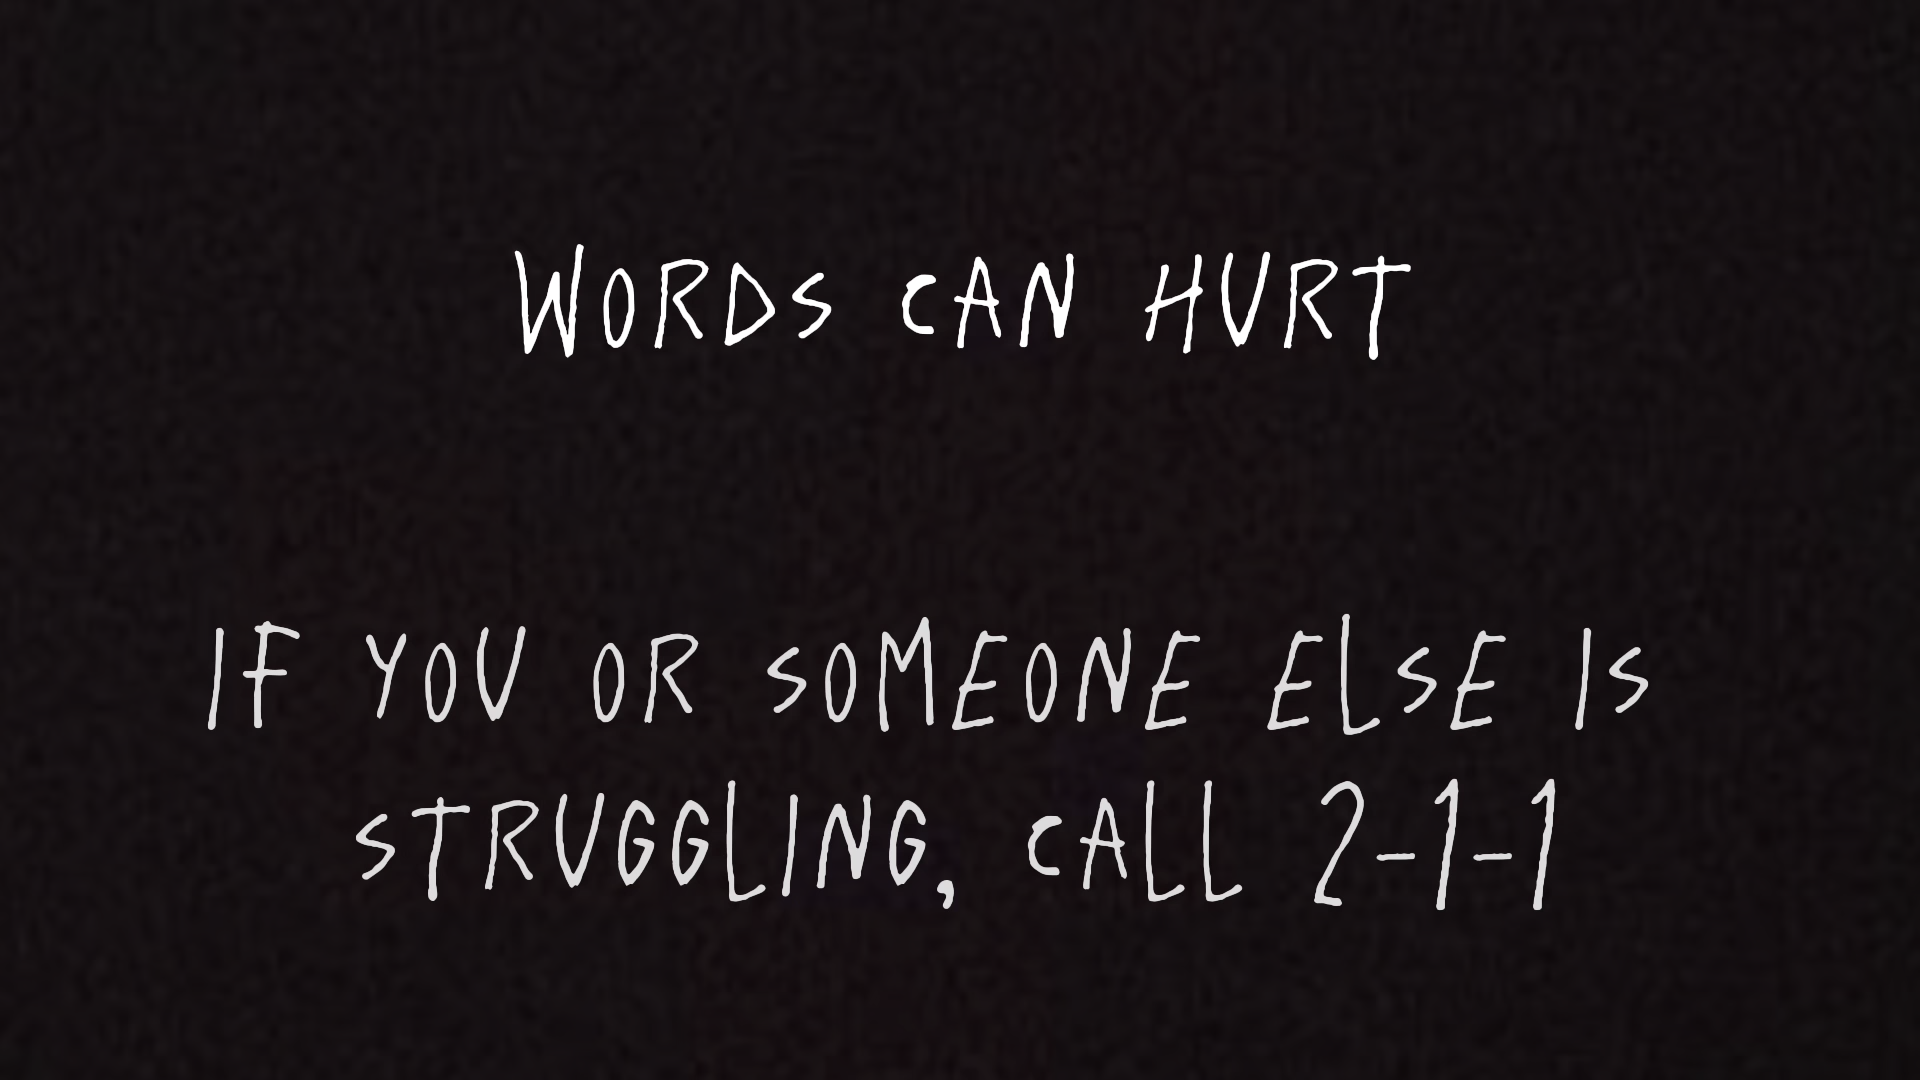 WORDS CAN HURT
IF YOU OR SOMEONE ELSE IS
STRUGGLING, CALL 2-1-1